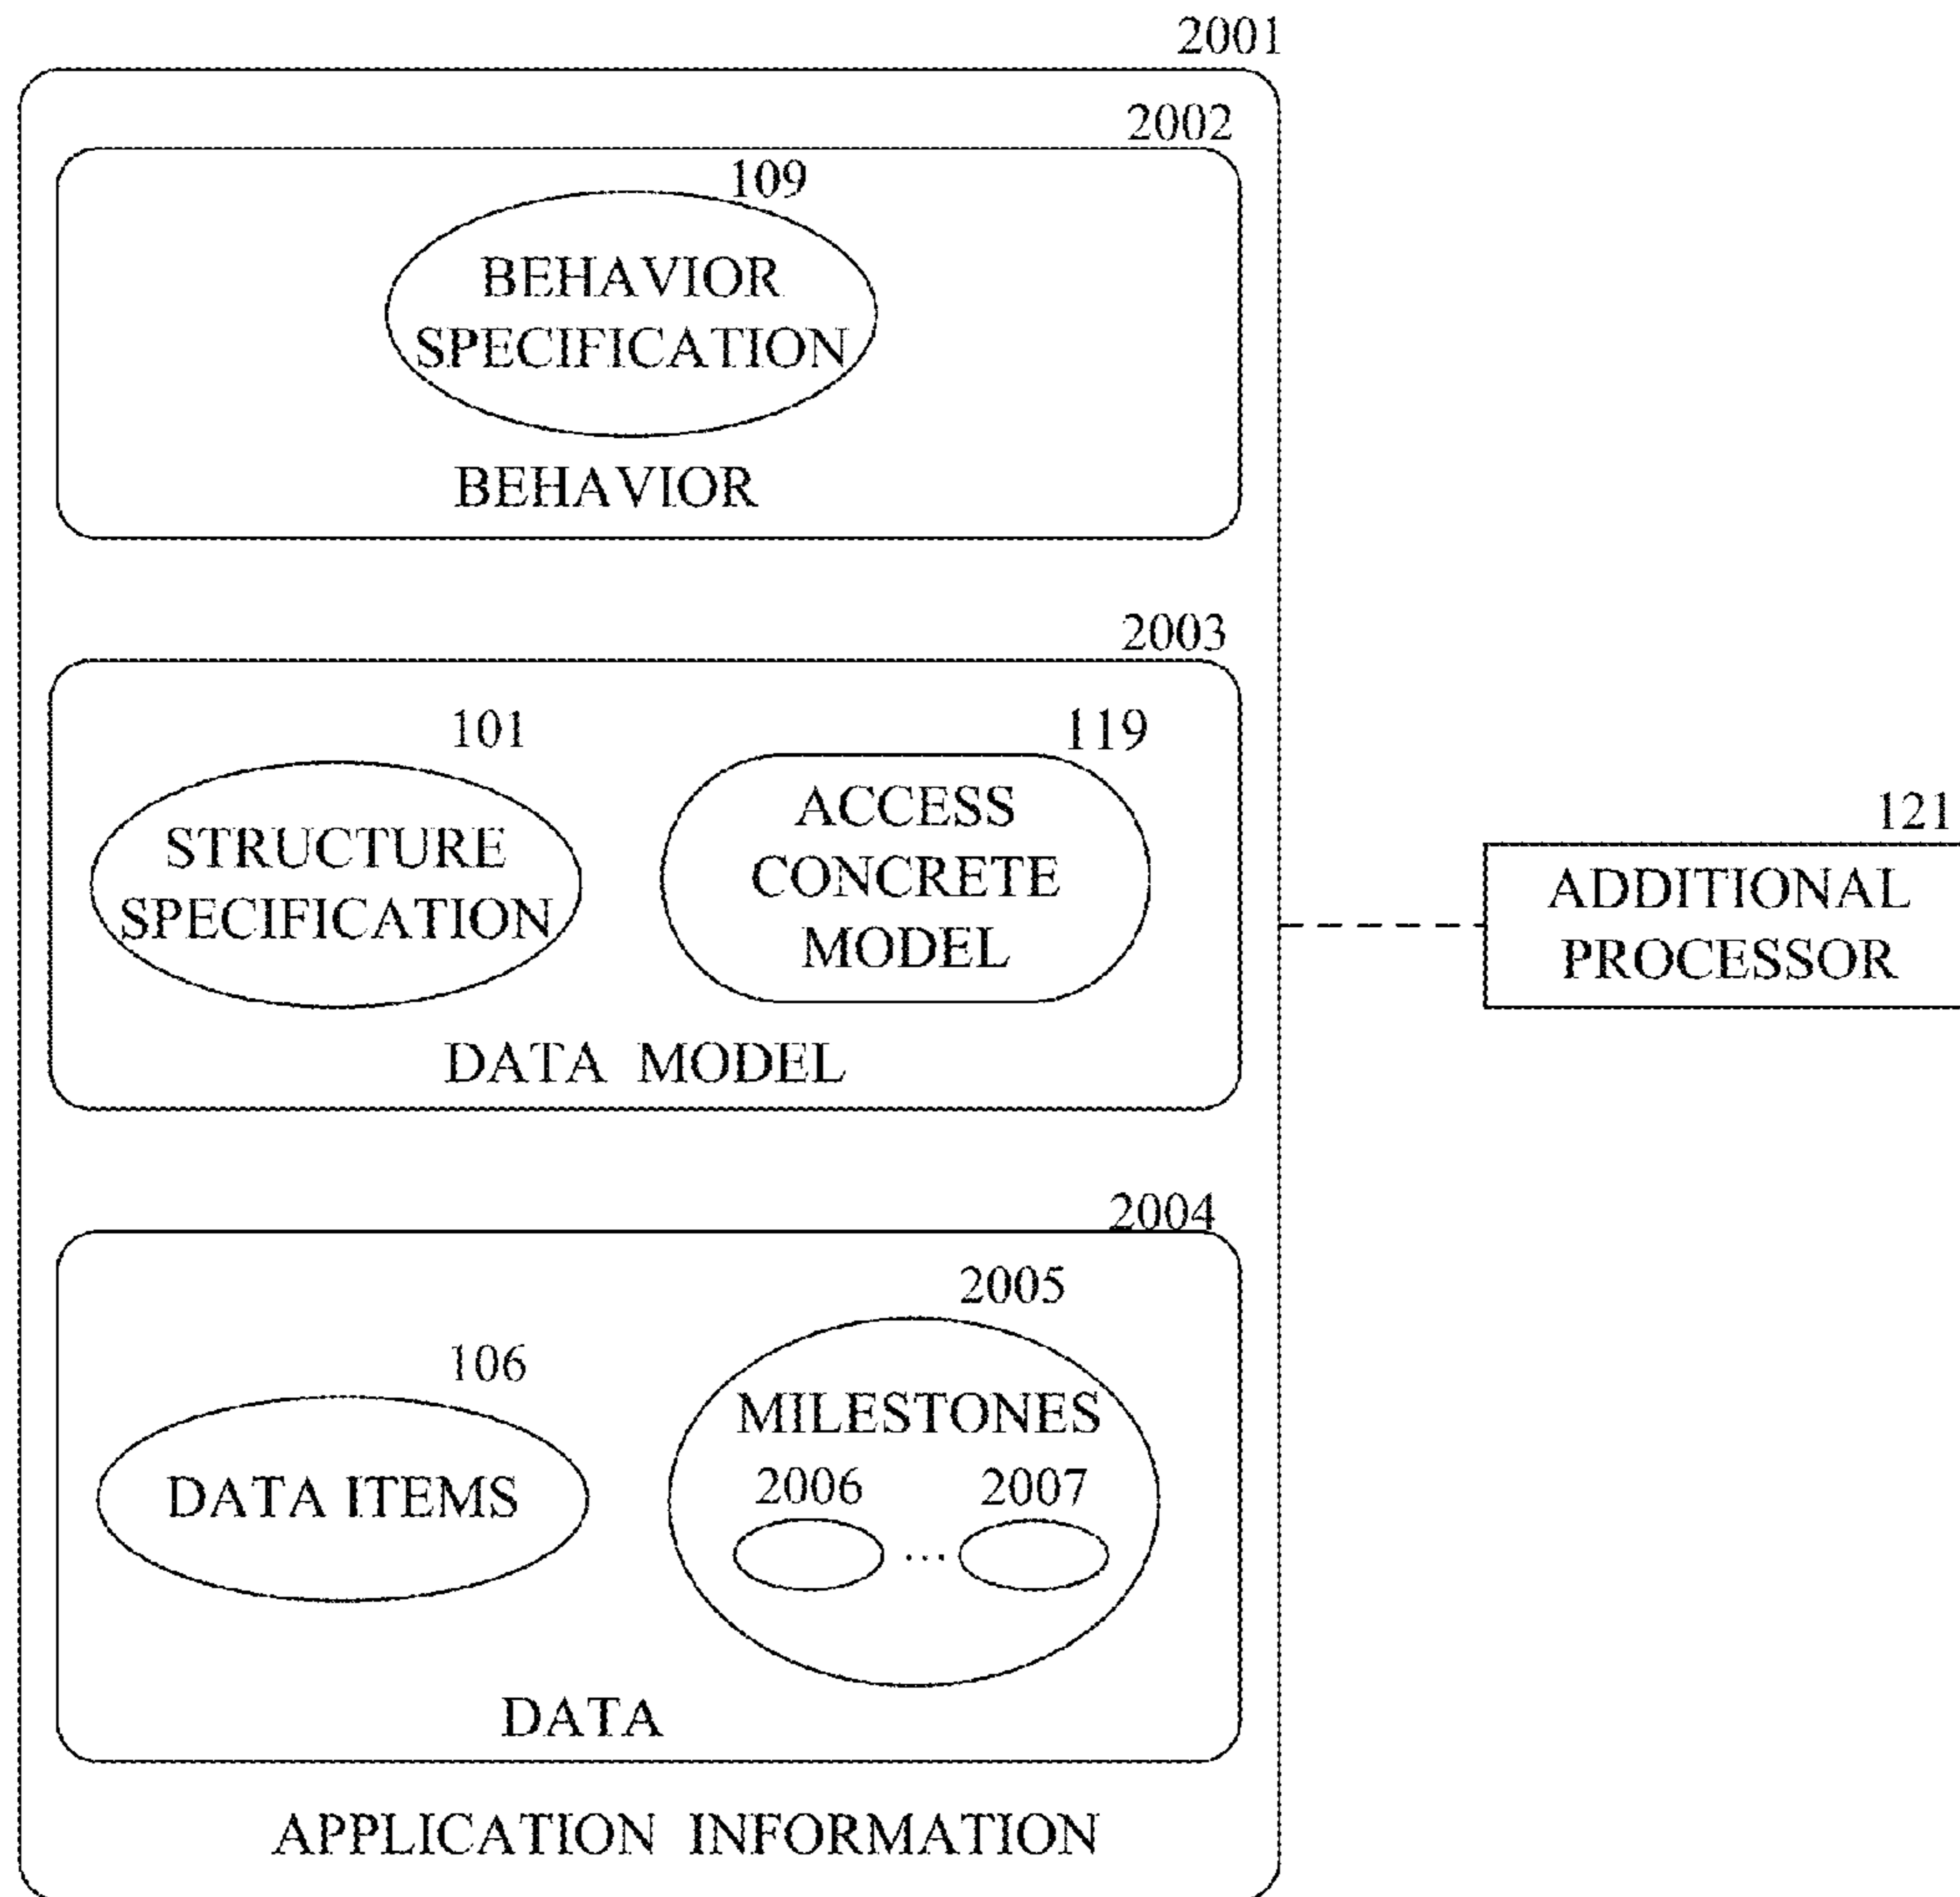 2001
2002
109
BEHAVIOR
SPECIFICATION
BEHAVIOR
2003
101
119
STRUCTURE
SPECIFICATION
ACCESS
CONCRETE
MODEL
DATA MODEL
121
ADDITIONAL
PROCESSOR
2004
2005
106
DATA ITEMS
MILESTONES
2006 2007
...
DATA
APPLICATION INFORMATION